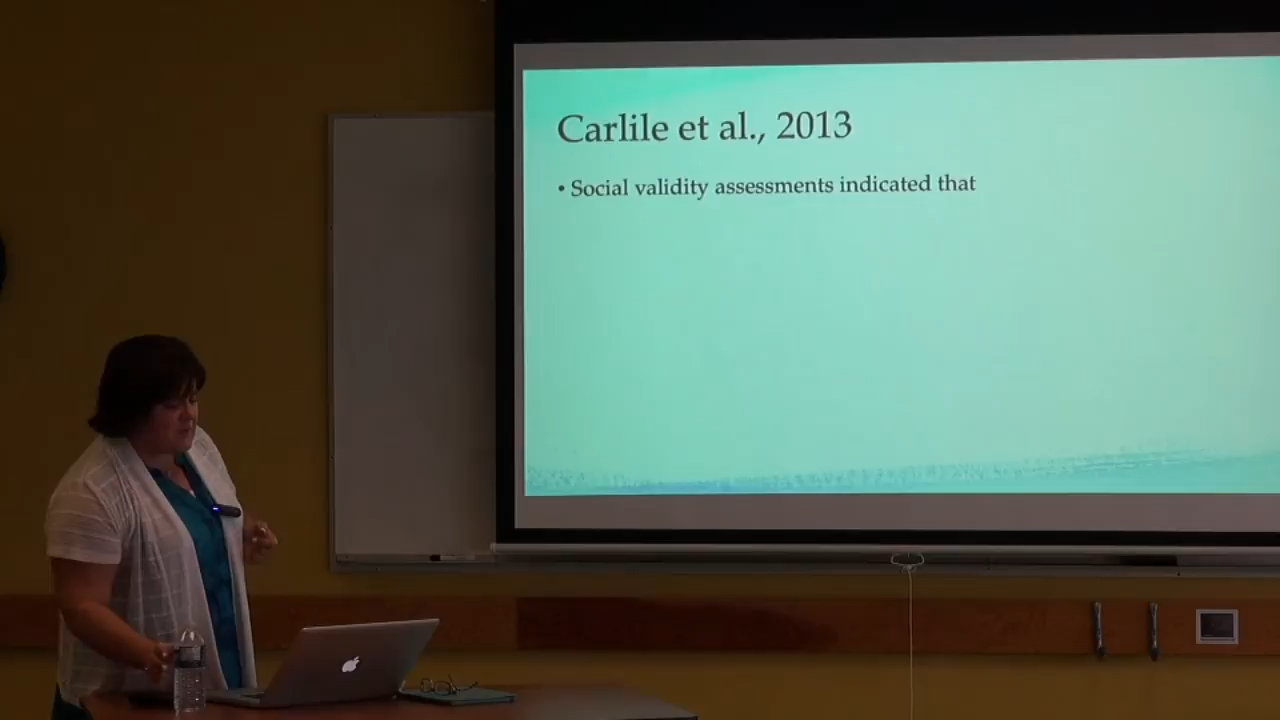 Carlile et al., 2013
• Social validity assessments indicated that